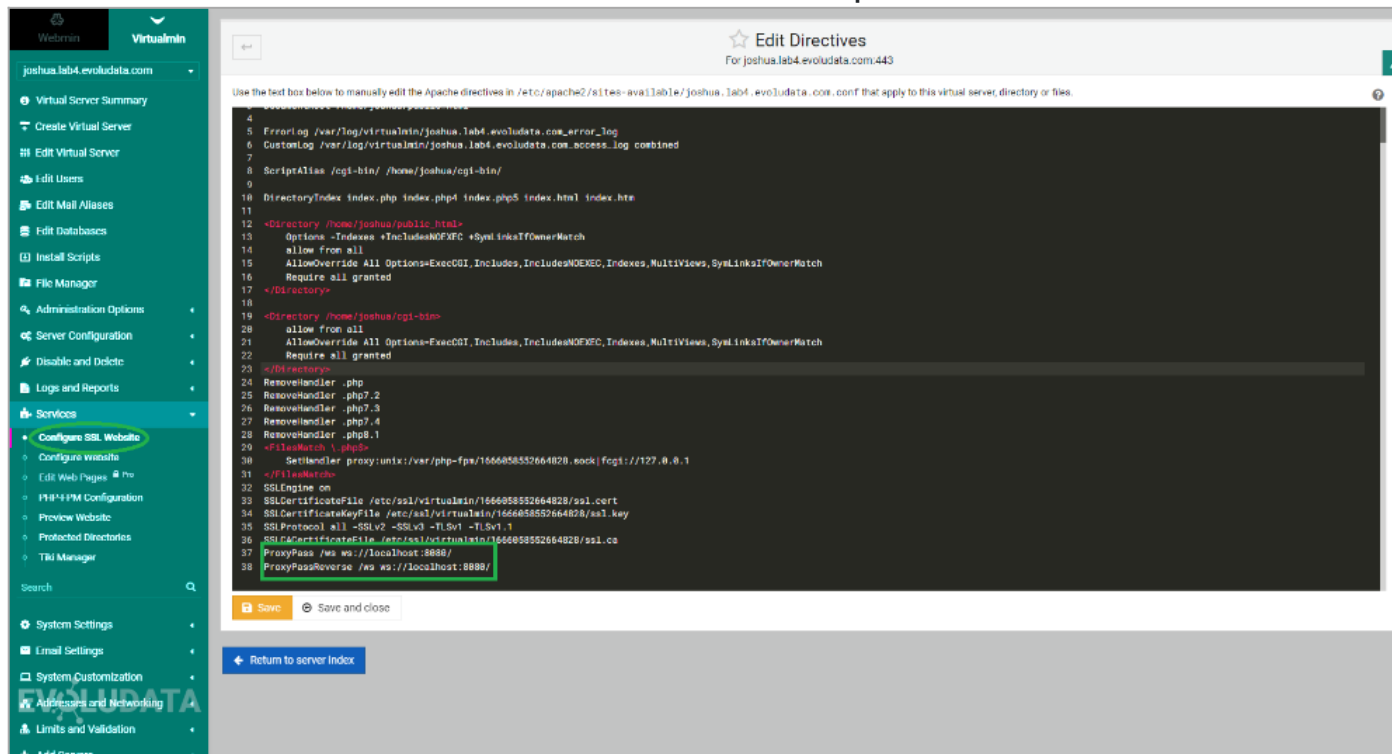 Webmin
Virtualmin
joshua.lab4.evoludata.com
Virtual Server Summary
Create Virtual Server
Edit Virtual Server
Edit Users
Edit Mail Aliases
Edit Databases
Install Scripts
File Manager
Administration Options
Server Configuration
Disable and Delete
Logs and Reports
Services
Configure SSL Website
Configure Website
Edit Web Pages Pro
PHP-FPM Configuration
Preview Website
Protected Directories
Tiki Manager
Search
System Settings
Email Settings
System Customization
Addresses and Networking
EVOLUDATA
Limits and Validation
Add Servers
Edit Directives
For joshua.lab4.evoludata.com:443
Use the text box below to manually edit the Apache directives in /etc/apache2/sites-available/joshua.lab4.evoludata.com.conf that apply to this virtual server, directory or files.
4
5 ErrorLog /var/log/virtualmin/joshua.lab4.evoludata.com_error_log
6 CustomLog /var/log/virtualmin/joshua.lab4.evoludata.com_access_log combined
7
8 ScriptAlias /cgi-bin/ /home/joshua/cgi-bin/
9
10 DirectoryIndex index.php index.php4 index.php5 index.html index.htm
11
12 <Directory /home/joshua/public_html>
13 Options -Indexes +IncludesNOEXEC +SymLinksIfOwnerMatch
14 allow from all
15 AllowOverride All Options=ExecCGI,Includes,IncludesNOEXEC,Indexes,MultiViews,SymLinksIfOwnerMatch
16 Require all granted
17 </Directory>
18
19 <Directory /home/joshua/cgi-bin>
20 allow from all
21 AllowOverride All Options=ExecCGI,Includes,IncludesNOEXEC,Indexes,MultiViews,SymLinksIfOwnerMatch
22 Require all granted
23 </Directory>
24 RemoveHandler .php
25 RemoveHandler .php7.2
26 RemoveHandler .php7.3
27 RemoveHandler .php7.4
28 RemoveHandler .php8.1
29 <FilesMatch \.php$>
30 SetHandler proxy:unix:/var/php-fpm/1666058552664828.sock|fcgi://127.0.0.1
31 </FilesMatch>
32 SSLEngine on
33 SSLCertificateFile /etc/ssl/virtualmin/1666058552664828/ssl.cert
34 SSLCertificateKeyFile /etc/ssl/virtualmin/1666058552664828/ssl.key
35 SSLProtocol all -SSLv2 -SSLv3 -TLSv1 -TLSv1.1
36 SSLCACertificateFile /etc/ssl/virtualmin/1666058552664828/ssl.ca
37 ProxyPass /ws ws://localhost:8080/
38 ProxyPassReverse /ws ws://localhost:8080/
Save
Save and close
Return to server index